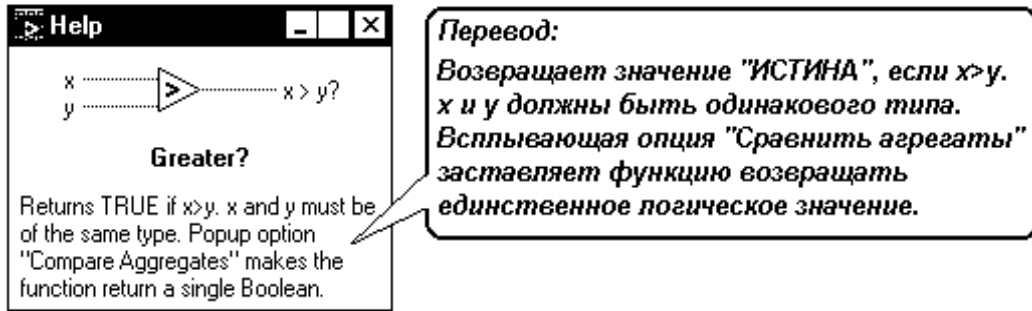 Help
x
y
x > y?
Greater?
Returns TRUE if x>y. x and y must be
of the same type. Popup option
"Compare Aggregates" makes the
function return a single Boolean.
Перевод:
Возвращает значение "ИСТИНА", если x>y.
x и y должны быть одинакового типа.
Всплывающая опция "Сравнить агрегаты"
заставляет функцию возвращать
единственное логическое значение.